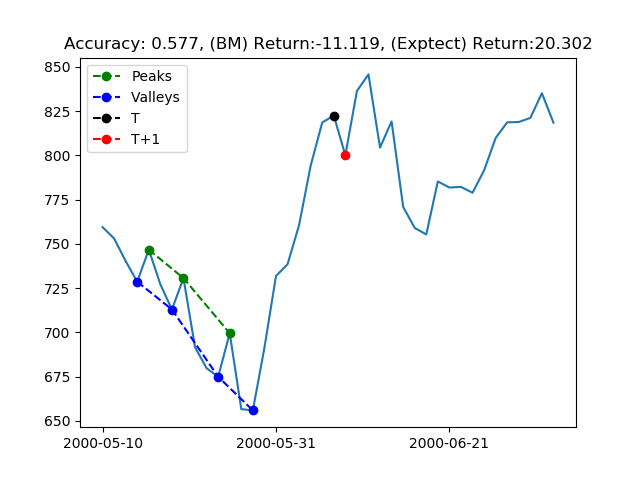 Accuracy: 0.577, (BM) Return:-11.119, (Exptect) Return:20.302
850
825
800
775
750
725
700
675
650
Peaks
Valleys
T
T+1
2000-05-10
2000-05-31
2000-06-21